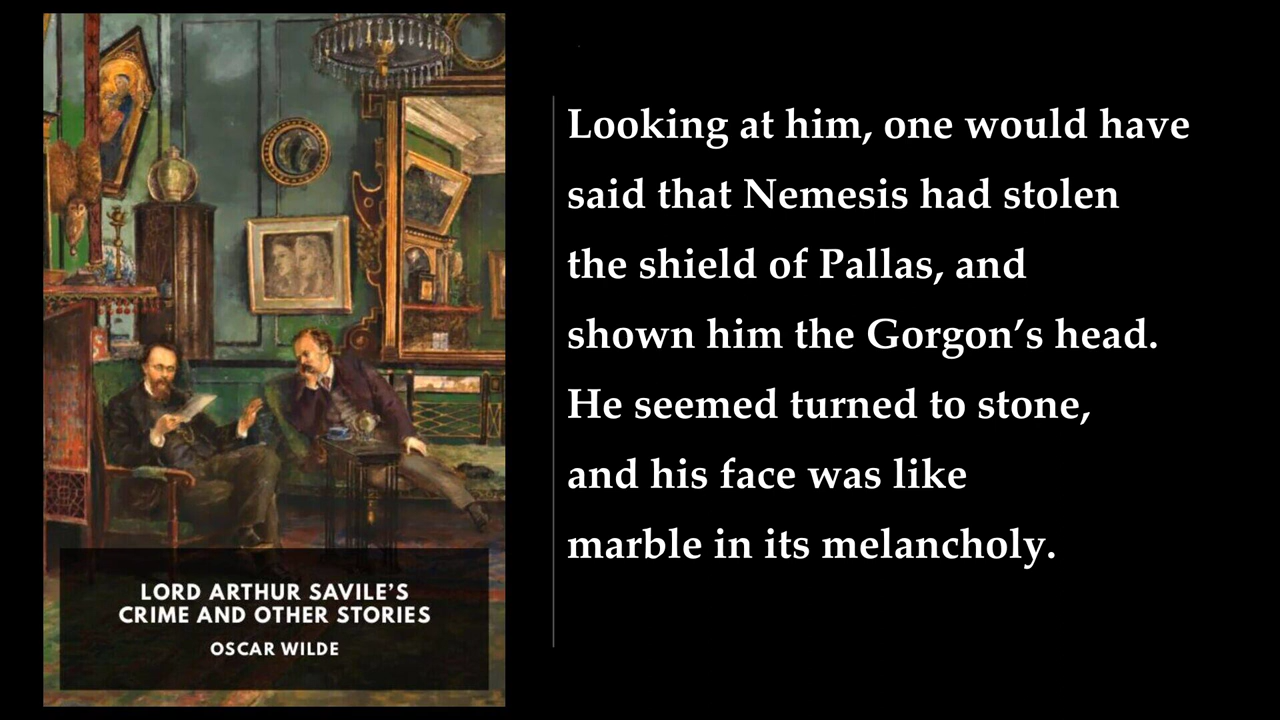 LORD ARTHUR SAVILE’S
CRIME AND OTHER STORIES
OSCAR WILDE
Looking at him, one would have
said that Nemesis had stolen
the shield of Pallas, and
shown him the Gorgon’s head.
He seemed turned to stone,
and his face was like
marble in its melancholy.